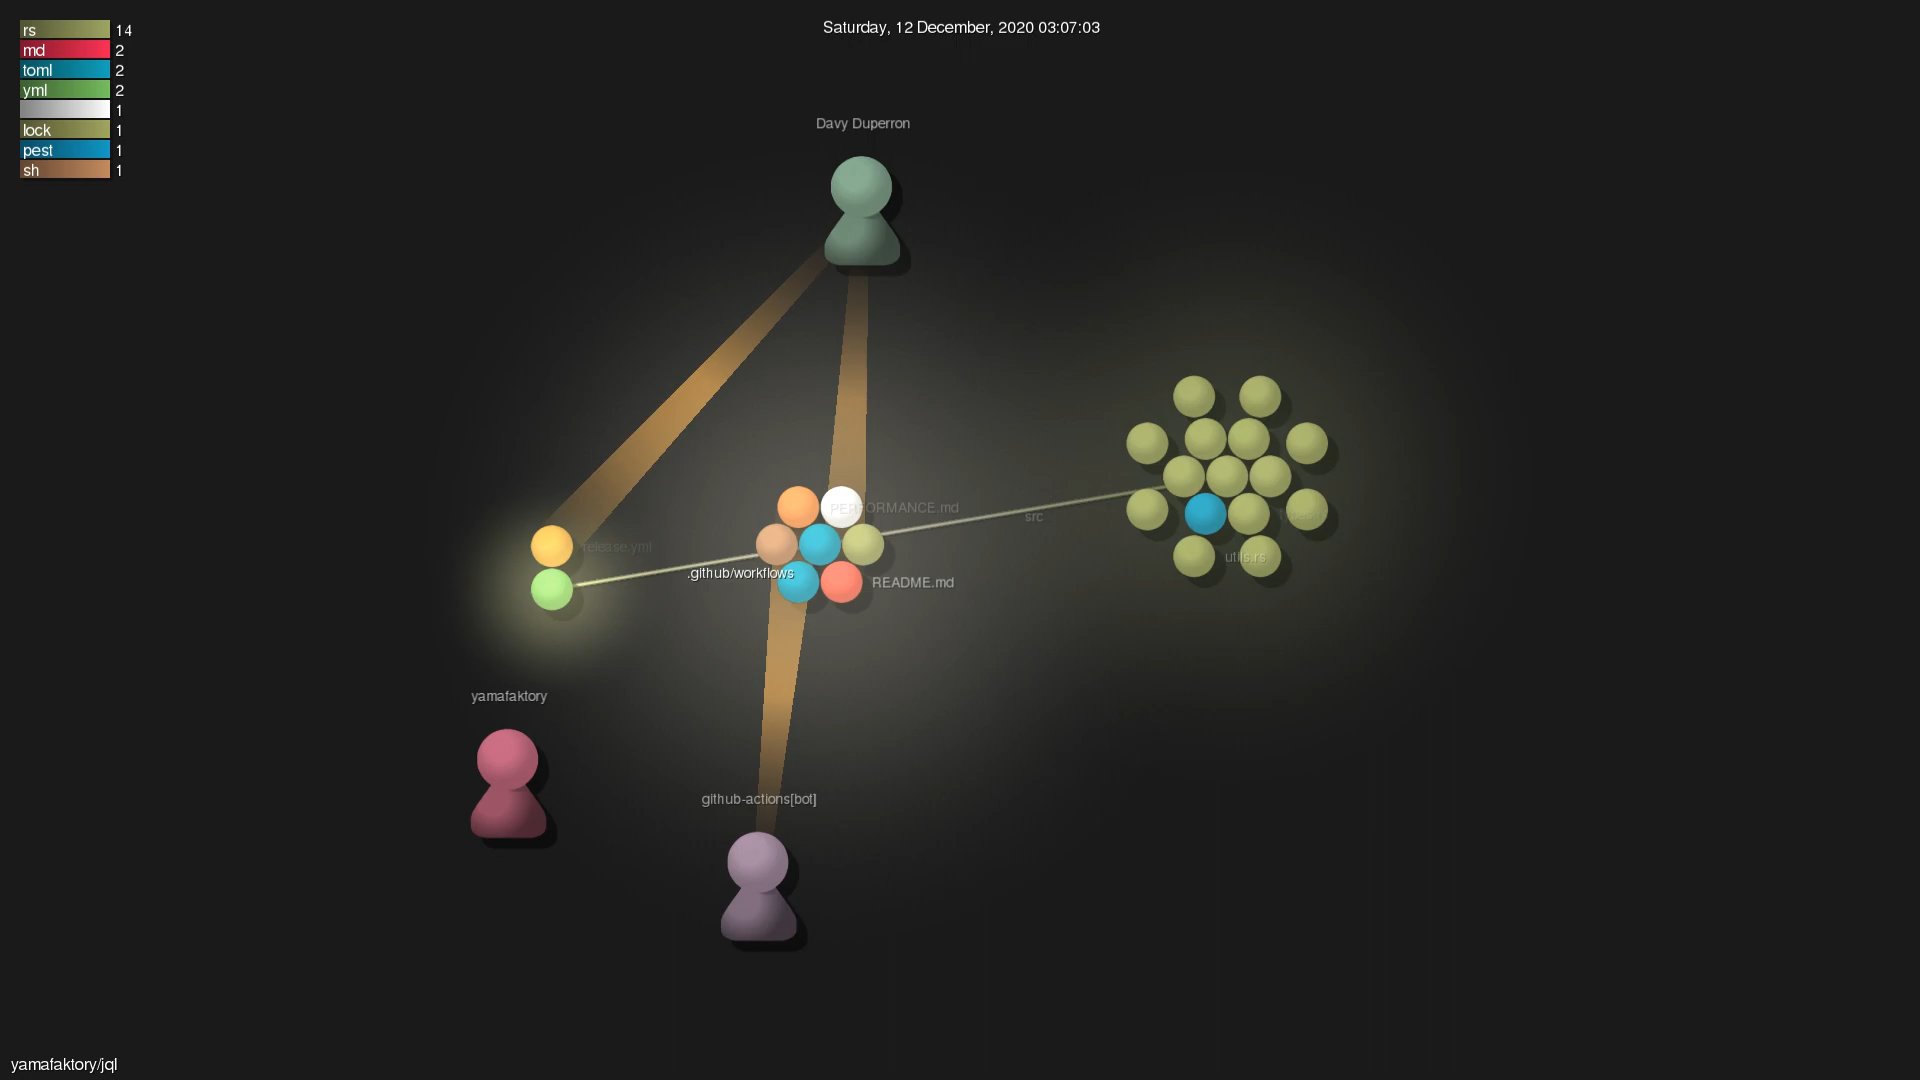 Saturday, 12 December, 2020 03:07:03
rs 14
md 2
toml 2
yml 2
1
lock 1
pest 1
sh 1
Davy Duperron
PERFORMANCE.md
src
release.yml
utils.rs
.github/workflows
README.md
yamafaktory
github-actions[bot]
yamafaktory/jql